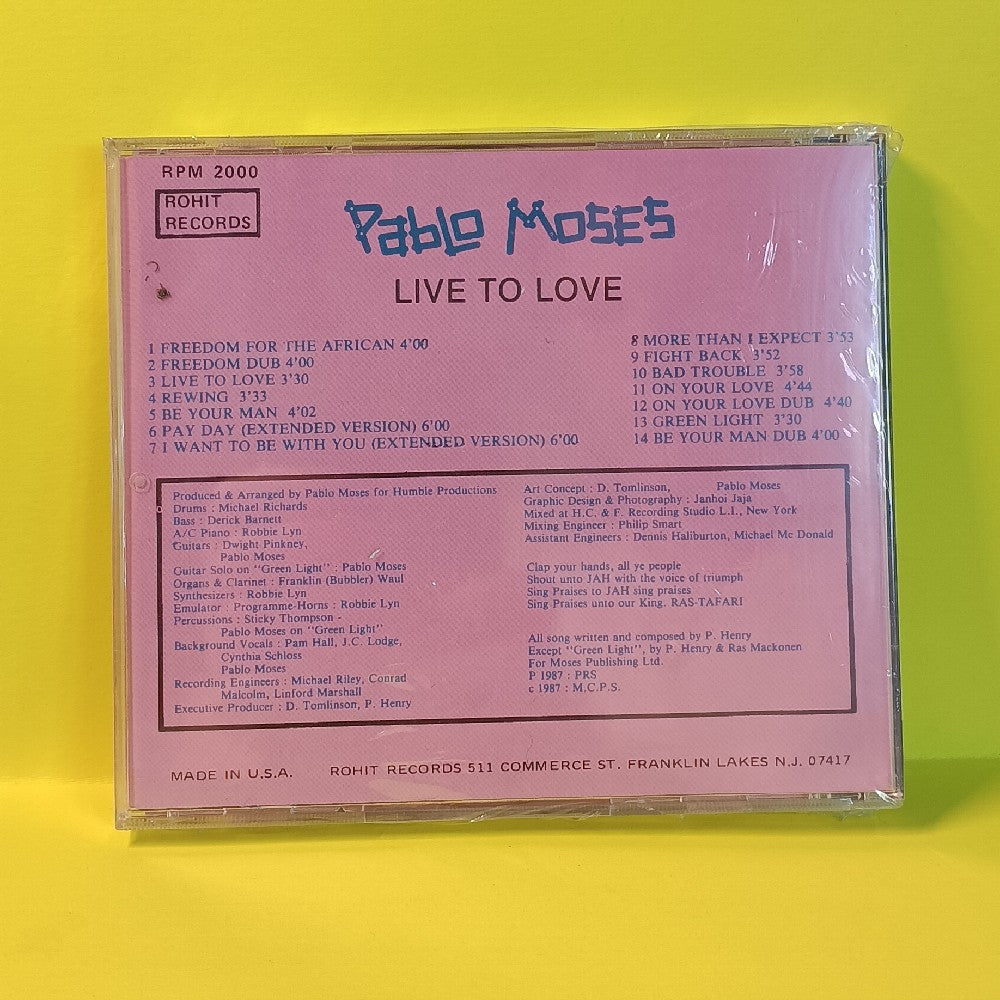 RPM 2000
ROHIT
RECORDS
Pablo Moses
LIVE TO LOVE
1 FREEDOM FOR THE AFRICAN 4'00
2 FREEDOM DUB 4'00
3 LIVE TO LOVE 3'30
4 REWING 3'33
5 BE YOUR MAN 4'02
6 PAY DAY (EXTENDED VERSION) 6'00
7 I WANT TO BE WITH YOU (EXTENDED VERSION) 6'00
8 MORE THAN I EXPECT 3'53
9 FIGHT BACK 3'52
10 BAD TROUBLE 3'58
11 ON YOUR LOVE 4'44
12 ON YOUR LOVE DUB 4'40
13 GREEN LIGHT 3'30
14 BE YOUR MAN DUB 4'00
Produced & Arranged by Pablo Moses for Humble Productions
Drums : Michael Richards
Bass : Derick Barnett
A/C Piano : Robbie Lyn
Guitars : Dwight Pinkney,
Pablo Moses
Guitar Solo on "Green Light" : Pablo Moses
Organs & Clarinet : Franklin (Bubbler) Waul
Synthesizers : Robbie Lyn
Emulator : Programme-Horns : Robbie Lyn
Percussions : Sticky Thompson -
Pablo Moses on "Green Light"
Background Vocals : Pam Hall, J.C. Lodge,
Cynthia Schloss
Pablo Moses
Recording Engineers : Michael Riley, Conrad
Malcolm, Linford Marshall
Executive Producer : D. Tomlinson, P. Henry
Art Concept : D. Tomlinson, Pablo Moses
Graphic Design & Photography : Janhoi Jaja
Mixed at H.C. & F. Recording Studio L.I., New York
Mixing Engineer : Philip Smart
Assistant Engineers : Dennis Haliburton, Michael Mc Donald
Clap your hands, all ye people
Shout unto JAH with the voice of triumph
Sing Praises to JAH sing praises
Sing Praises unto our King. RAS-TAFARI
All song written and composed by P. Henry
Except "Green Light", by P. Henry & Ras Mackonen
For Moses Publishing Ltd.
P 1987 : PRS
c 1987 : M.C.P.S.
MADE IN U.S.A. ROHIT RECORDS 511 COMMERCE ST. FRANKLIN LAKES N.J. 07417